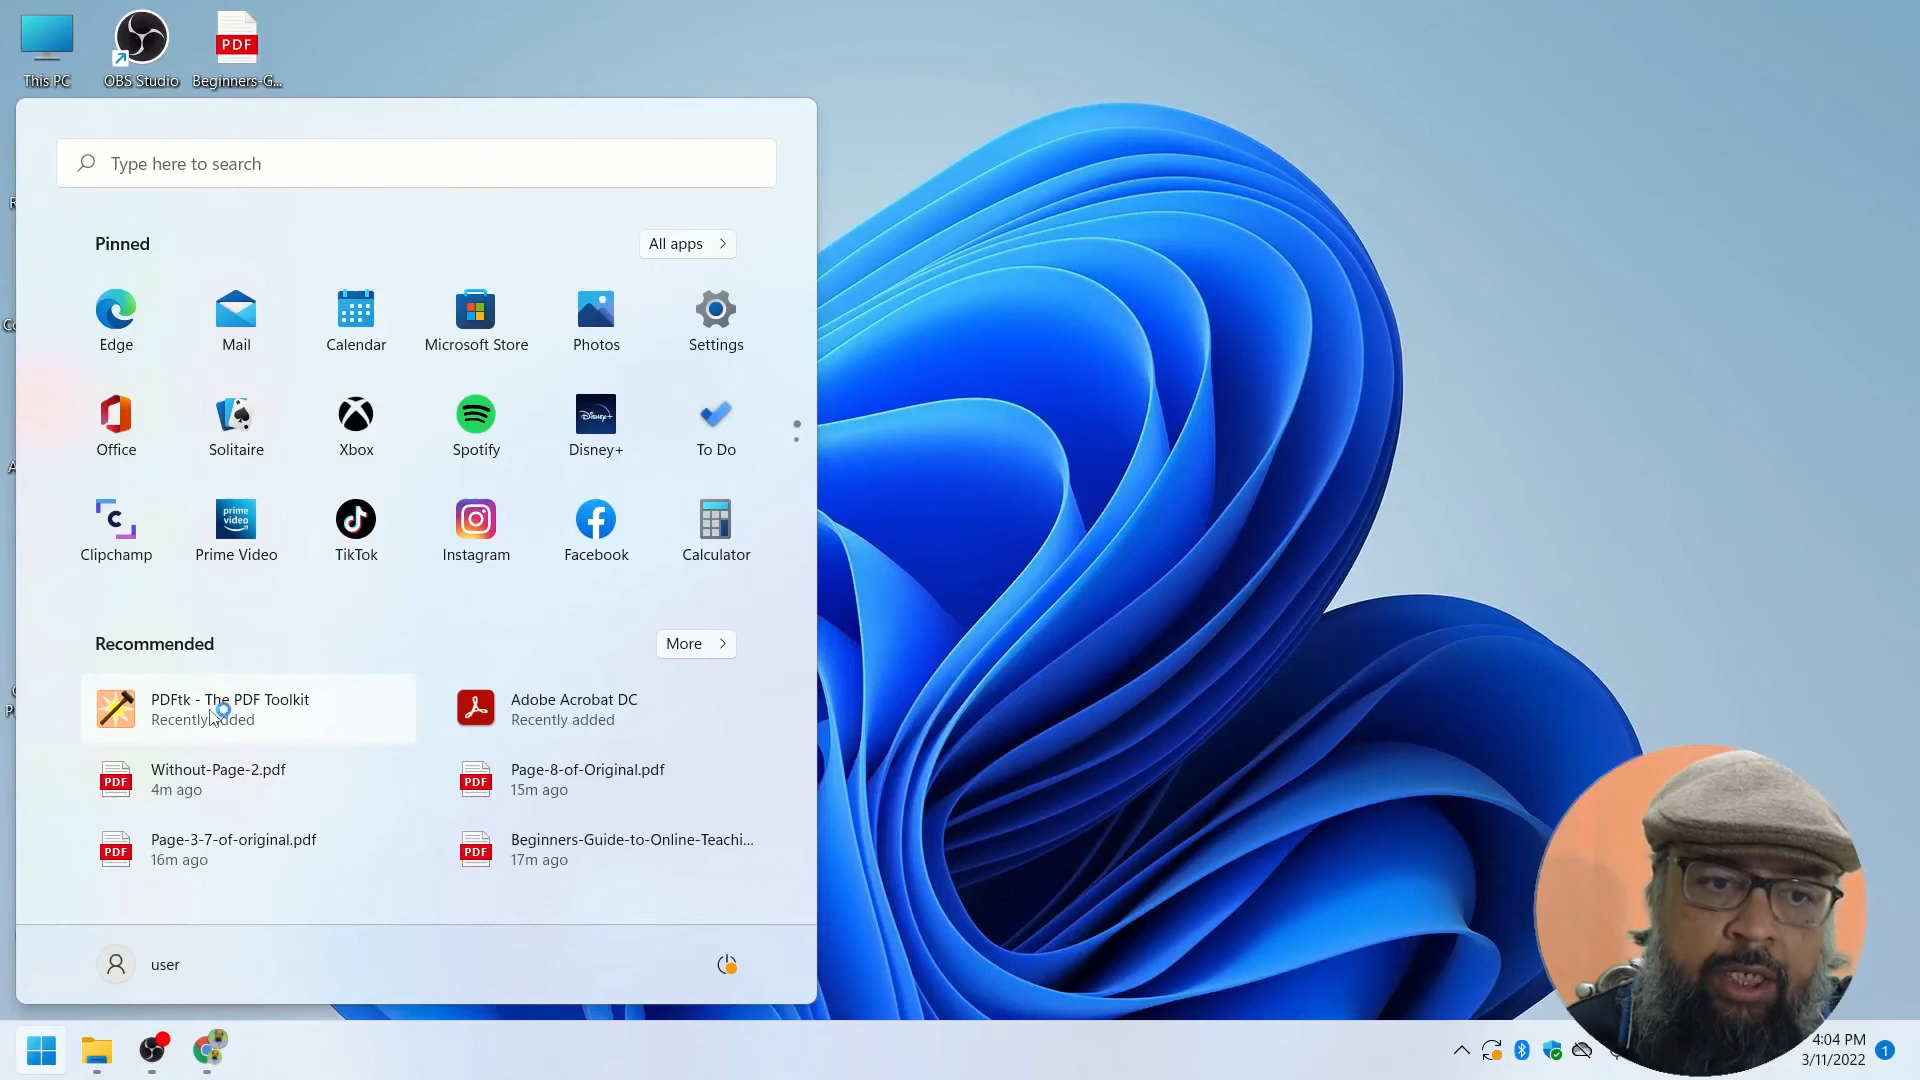 This PC
OBS Studio
Beginners-G...
Type here to search
Pinned
All apps
Edge
Mail
Calendar
Microsoft Store
Photos
Settings
Office
Solitaire
Xbox
Spotify
Disney+
Disney+
To Do
Clipchamp
prime video
Prime Video
TikTok
Instagram
Facebook
Calculator
Recommended
More
PDFtk - The PDF Toolkit
Recently added
Adobe Acrobat DC
Recently added
PDF
Without-Page-2.pdf
4m ago
PDF
Page-8-of-Original.pdf
15m ago
PDF
Page-3-7-of-original.pdf
16m ago
PDF
Beginners-Guide-to-Online-Teachi...
17m ago
user
4:04 PM
3/11/2022
1
PDF